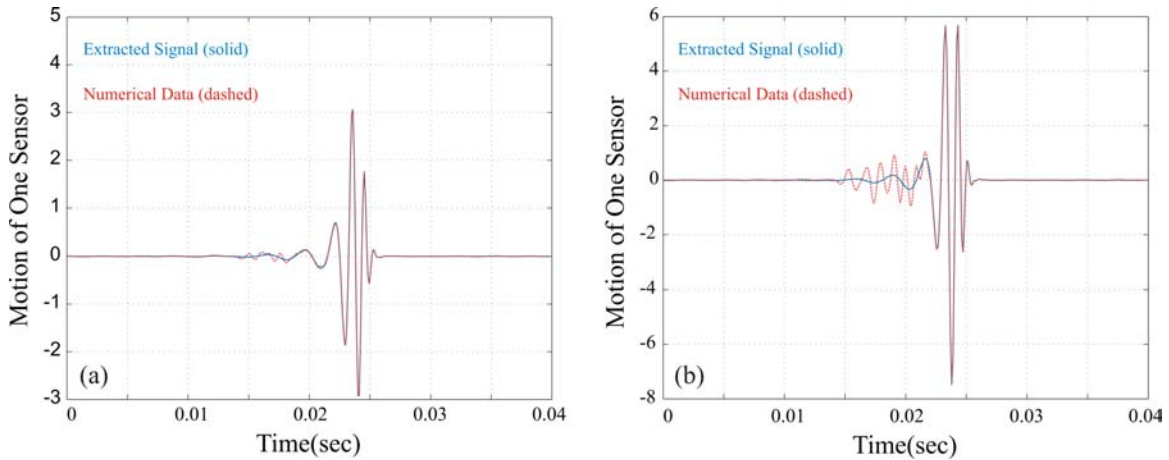 5
4
3
2
1
0
-1
-2
-3
Motion of One Sensor
Extracted Signal (solid)
Numerical Data (dashed)
(a)
0 0.01 0.02 0.03 0.04
Time(sec)
6
4
2
0
-2
-4
-6
-8
Motion of One Sensor
Extracted Signal (solid)
Numerical Data (dashed)
(b)
0 0.01 0.02 0.03 0.04
Time(sec)